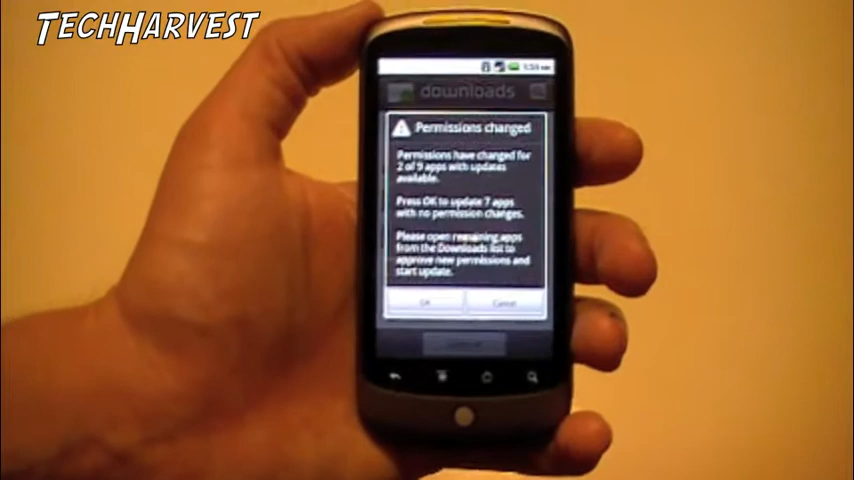 TECHHARVEST
downloads
Permissions changed
Permissions have changed for
2 of 9 apps with updates
available.
Press OK to update 7 apps
with no permission changes.
Please open remaining apps
from the Downloads list to
approve new permissions and
start update.
OK
Cancel